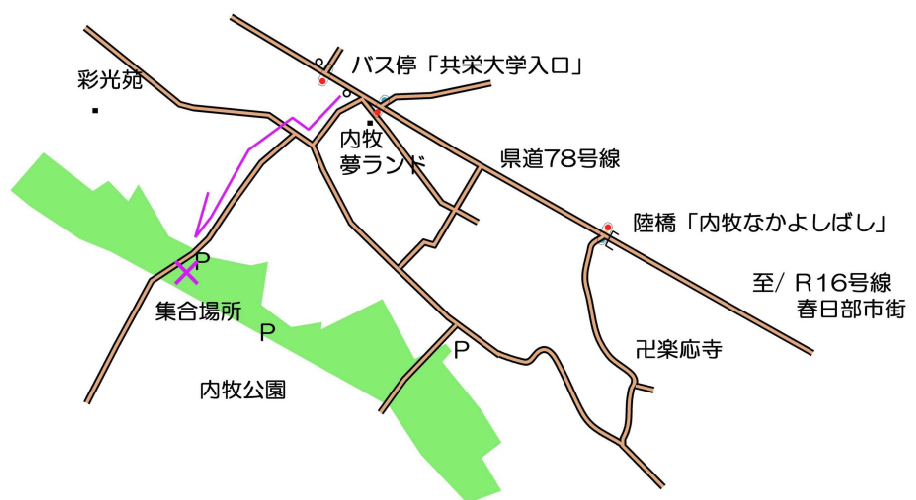 バス停「共栄大学入口」
彩光苑
内牧
夢ランド
県道78号線
陸橋「内牧なかよしばし」
P
至/ R16号線
春日部市街
集合場所
P
P
卍楽応寺
内牧公園